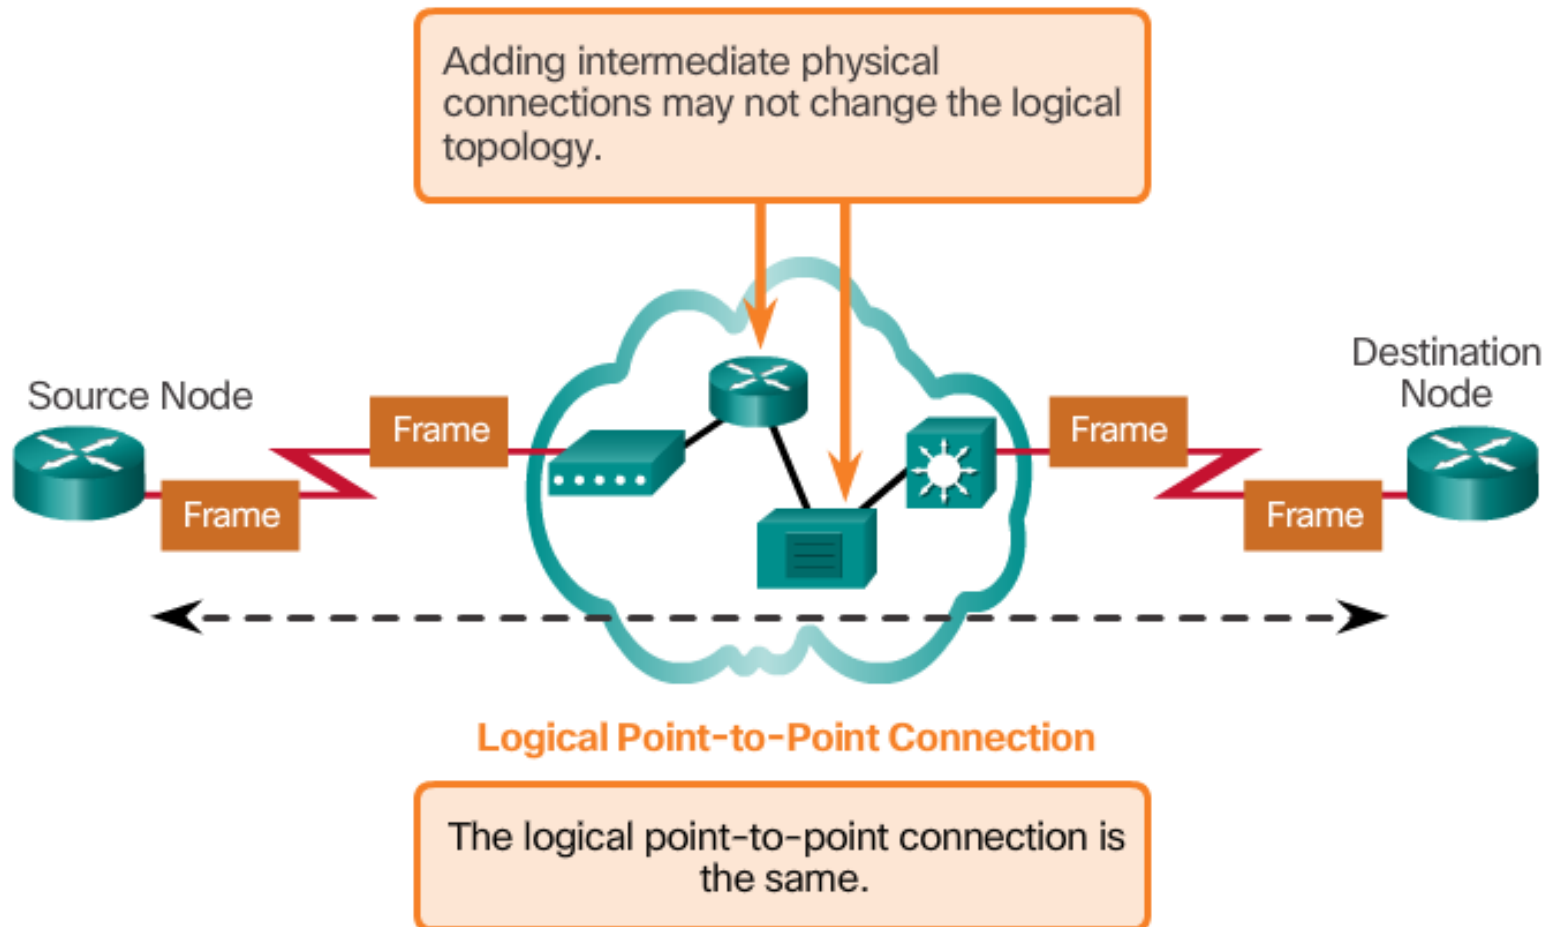 Adding intermediate physical
connections may not change the logical
topology.
Source Node
Destination
Node
Frame
Frame
Frame
Frame
Logical Point-to-Point Connection
The logical point-to-point connection is
the same.